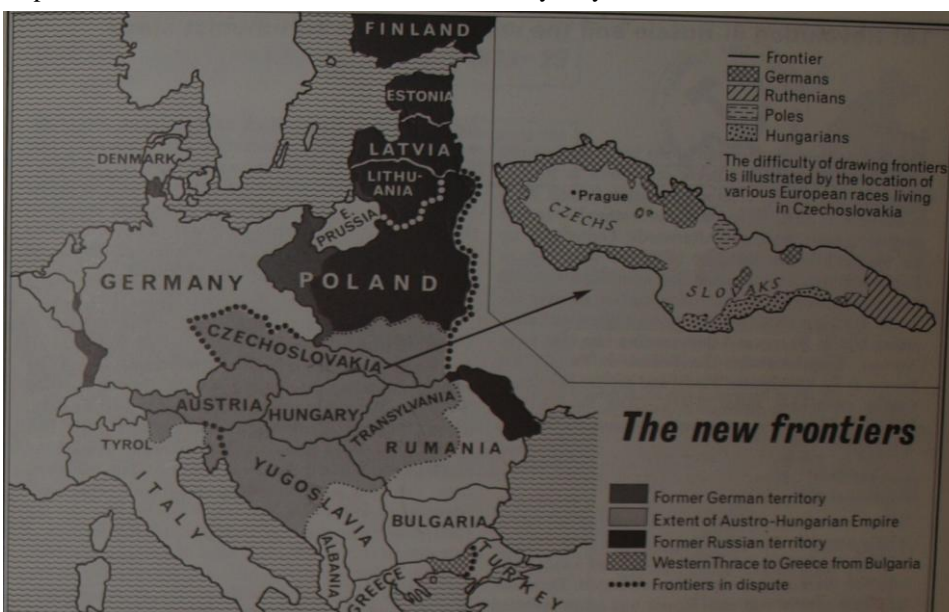 FINLAND
ESTONIA
LATVIA
LITHU-
ANIA
DENMARK
E.
PRUSSIA
GERMANY
POLAND
CZECHOSLOVAKIA
AUSTRIA
HUNGARY
TRANSYLVANIA
RUMANIA
TYROL
ITALY
YUGOSLAVIA
BULGARIA
ALBANIA
GREECE
TURKEY
Frontier
Germans
Ruthenians
Poles
Hungarians
The difficulty of drawing frontiers
is illustrated by the location of
various European races living
in Czechoslovakia
Prague
CZECHS
SLOVAKS
The new frontiers
Former German territory
Extent of Austro-Hungarian Empire
Former Russian territory
Western Thrace to Greece from Bulgaria
Frontiers in dispute